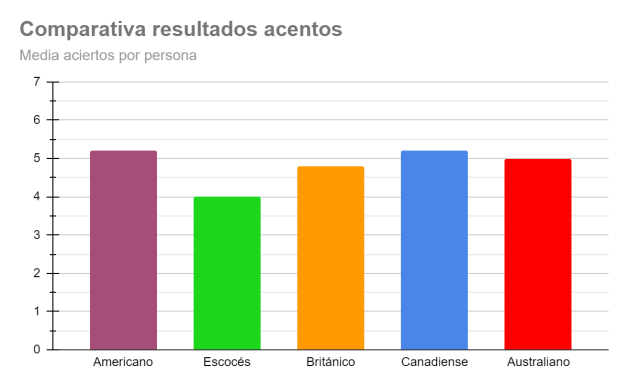 Comparativa resultados acentos
Media aciertos por persona
7
6
5
4
3
2
1
0
Americano Escocés Británico Canadiense Australiano